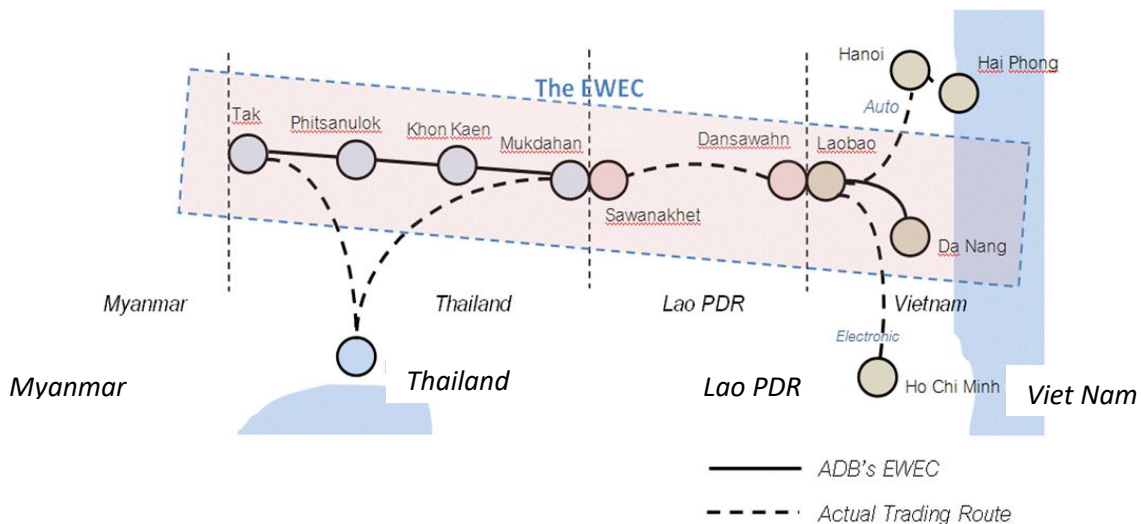 Hanoi
Hai Phong
The EWEC
Auto
Tak
Phitsanulok
Khon Kaen
Mukdahan
Dansawahn
Laobao
Sawanakhet
Da Nang
Myanmar
Thailand
Lao PDR
Vietnam
Electronic
Ho Chi Minh
Myanmar
Thailand
Lao PDR
Viet Nam
ADB's EWEC
Actual Trading Route